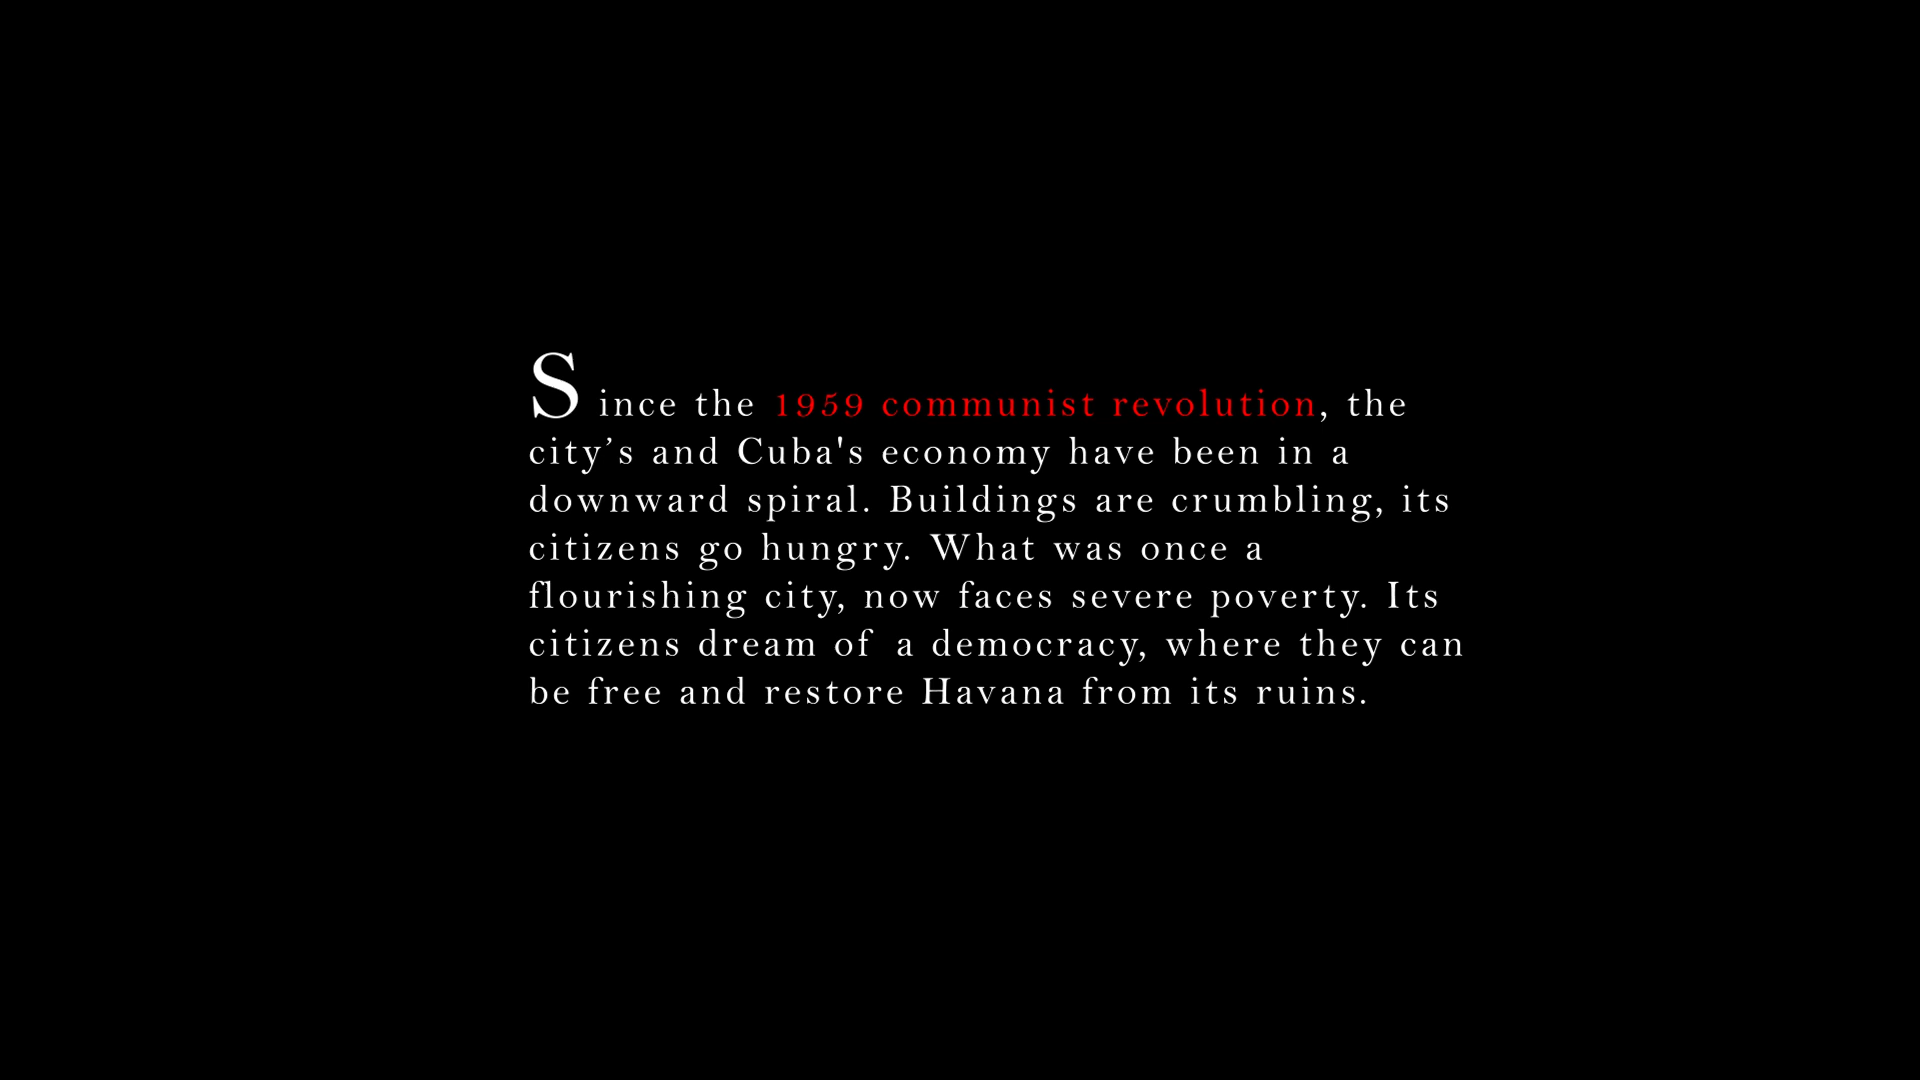 Since the 1959 communist revolution, the
city’s and Cuba's economy have been in a
downward spiral. Buildings are crumbling, its
citizens go hungry. What was once a
flourishing city, now faces severe poverty. Its
citizens dream of a democracy, where they can
be free and restore Havana from its ruins.